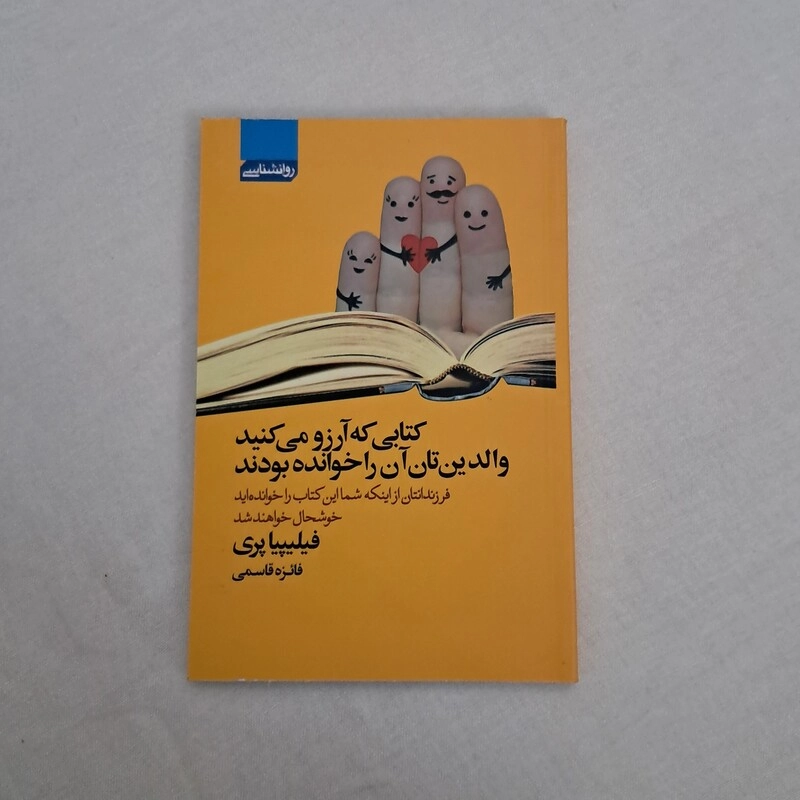 روانشناسی
کتابی که آرزو می‌کنید
والدین‌تان آن را خوانده بودند
فرزندانتان از اینکه شما این کتاب را خوانده‌اید
خوشحال خواهند شد
فیلیپیا پری
فائزه قاسمی